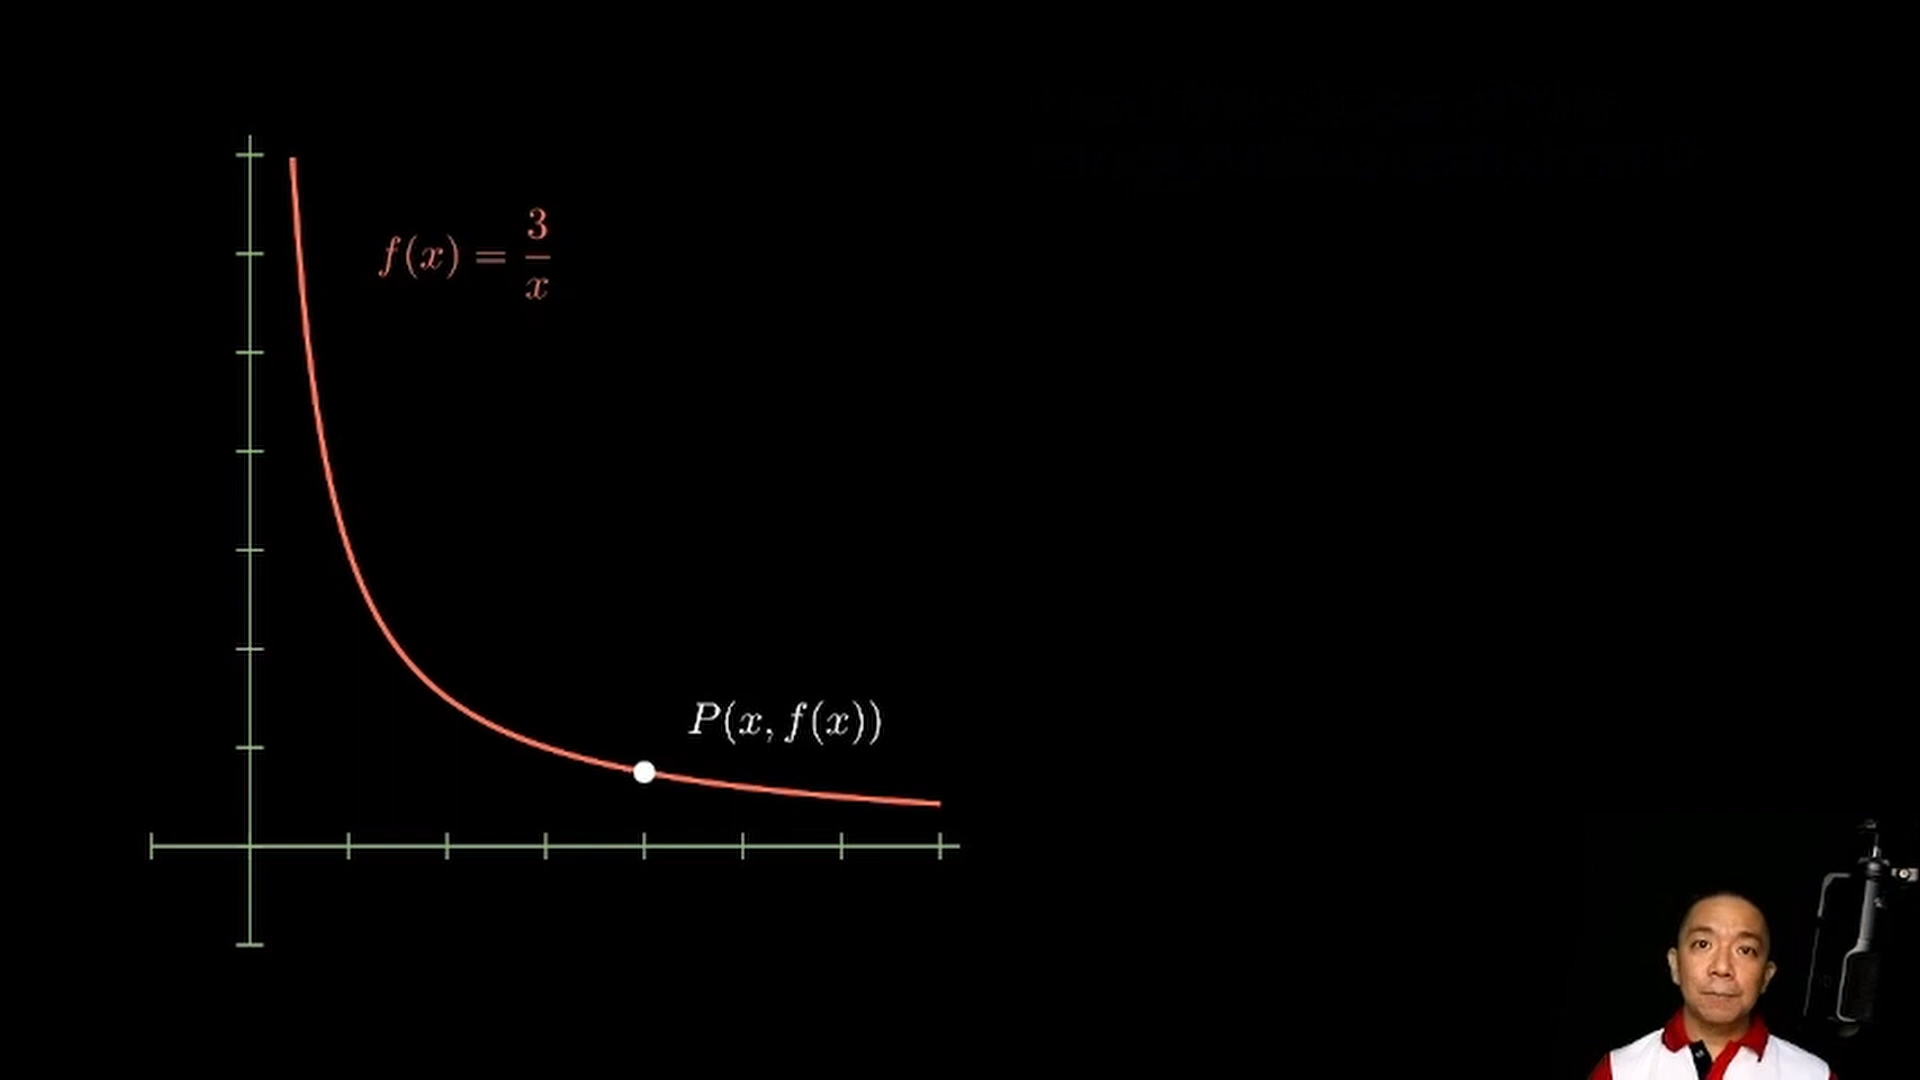 f(x) = 3/x
P(x, f(x))